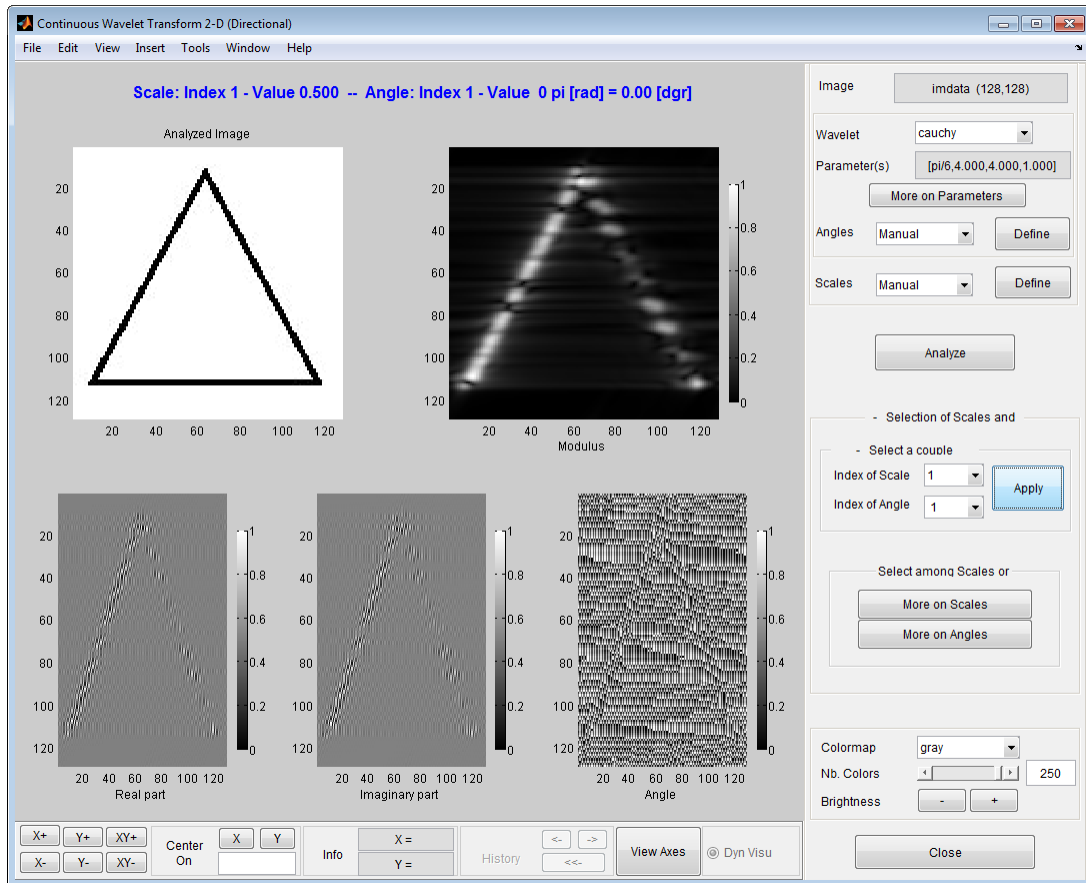 Continuous Wavelet Transform 2-D (Directional)
File Edit View Insert Tools Window Help
Scale: Index 1 - Value 0.500 -- Angle: Index 1 - Value 0 pi [rad] = 0.00 [dgr]
Analyzed Image
20
40
60
80
100
120
20 40 60 80 100 120
20
40
60
80
100
120
20 40 60 80 100 120
Modulus
1
0.8
0.6
0.4
0.2
0
20
40
60
80
100
120
20 40 60 80 100 120
Real part
1
0.8
0.6
0.4
0.2
0
20
40
60
80
100
120
20 40 60 80 100 120
Imaginary part
1
0.8
0.6
0.4
0.2
0
20
40
60
80
100
120
20 40 60 80 100 120
Angle
1
0.8
0.6
0.4
0.2
0
Image imdata (128,128)
Wavelet cauchy
Parameter(s) [pi/6,4.000,4.000,1.000]
More on Parameters
Angles Manual Define
Scales Manual Define
Analyze
- Selection of Scales and
- Select a couple
Index of Scale 1
Index of Angle 1
Apply
Select among Scales or
More on Scales
More on Angles
Colormap gray
Nb. Colors 250
Brightness - +
Close
X+ Y+ XY+
X- Y- XY-
Center
On
X Y
Info
X =
Y =
History
<- ->
<<-
View Axes
Dyn Visu